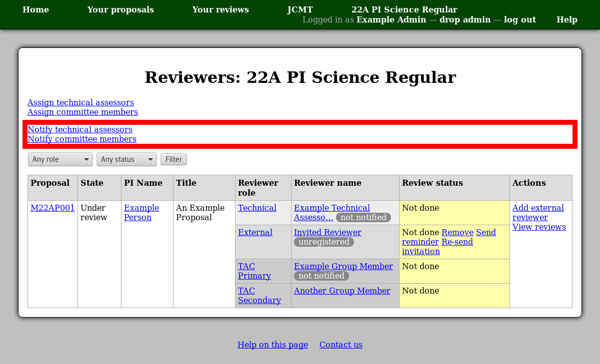 Home Your proposals Your reviews JCMT 22A PI Science Regular
Logged in as Example Admin — drop admin — log out Help
Reviewers: 22A PI Science Regular
Assign technical assessors
Assign committee members
Notify technical assessors
Notify committee members
Any role Any status Filter
Proposal State PI Name Title Reviewer role Reviewer name Review status Actions
M22AP001 Under review Example Person An Example Proposal
Technical Example Technical Assesso... not notified Not done
External Invited Reviewer unregistered Not done Remove Send reminder Re-send invitation
TAC Primary Example Group Member not notified Not done
TAC Secondary Another Group Member Not done
Add external reviewer
View reviews
Help on this page Contact us